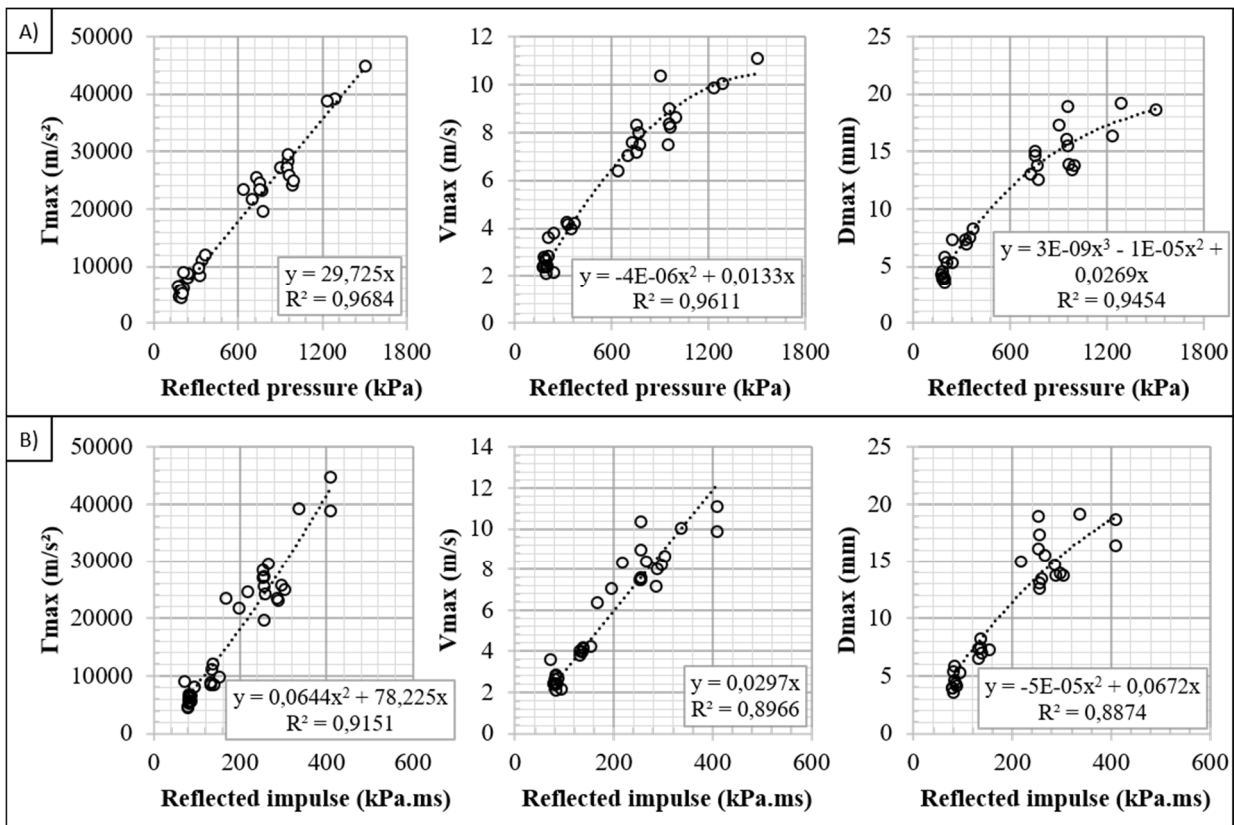 A)
50000
40000
30000
20000
10000
0
Γmax (m/s²)
0 600 1200 1800
Reflected pressure (kPa)
y = 29,725x
R² = 0,9684
12
10
8
6
4
2
0
Vmax (m/s)
0 600 1200 1800
Reflected pressure (kPa)
y = -4E-06x² + 0,0133x
R² = 0,9611
25
20
15
10
5
0
Dmax (mm)
0 600 1200 1800
Reflected pressure (kPa)
y = 3E-09x³ - 1E-05x² +
0,0269x
R² = 0,9454
B)
50000
40000
30000
20000
10000
0
Γmax (m/s²)
0 200 400 600
Reflected impulse (kPa.ms)
y = 0,0644x² + 78,225x
R² = 0,9151
14
12
10
8
6
4
2
0
Vmax (m/s)
0 200 400 600
Reflected impulse (kPa.ms)
y = 0,0297x
R² = 0,8966
25
20
15
10
5
0
Dmax (mm)
0 200 400 600
Reflected impulse (kPa.ms)
y = -5E-05x² + 0,0672x
R² = 0,8874